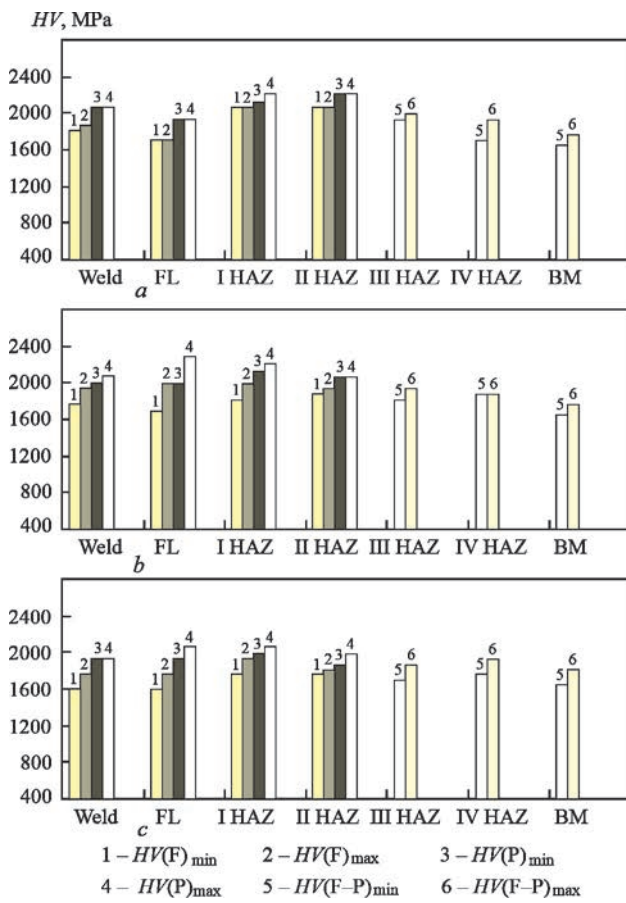 HV, MPa
2400
2000
1600
1200
800
400
1 2 3 4 1 2 3 4 1 2 3 4 1 2 3 4 5 6 5 6 5 6
Weld FL I HAZ II HAZ III HAZ IV HAZ BM
a
2400
2000
1600
1200
800
400
1 2 3 4 1 2 3 4 1 2 3 4 1 2 3 4 5 6 5 6 5 6
Weld FL I HAZ II HAZ III HAZ IV HAZ BM
b
2400
2000
1600
1200
800
400
1 2 3 4 1 2 3 4 1 2 3 4 1 2 3 4 5 6 5 6 5 6
Weld FL I HAZ II HAZ III HAZ IV HAZ BM
c
1 – HV(F) min 2 – HV(F)max 3 – HV(P)min
4 – HV(P)max 5 – HV(F–P)min 6 – HV(F–P)max